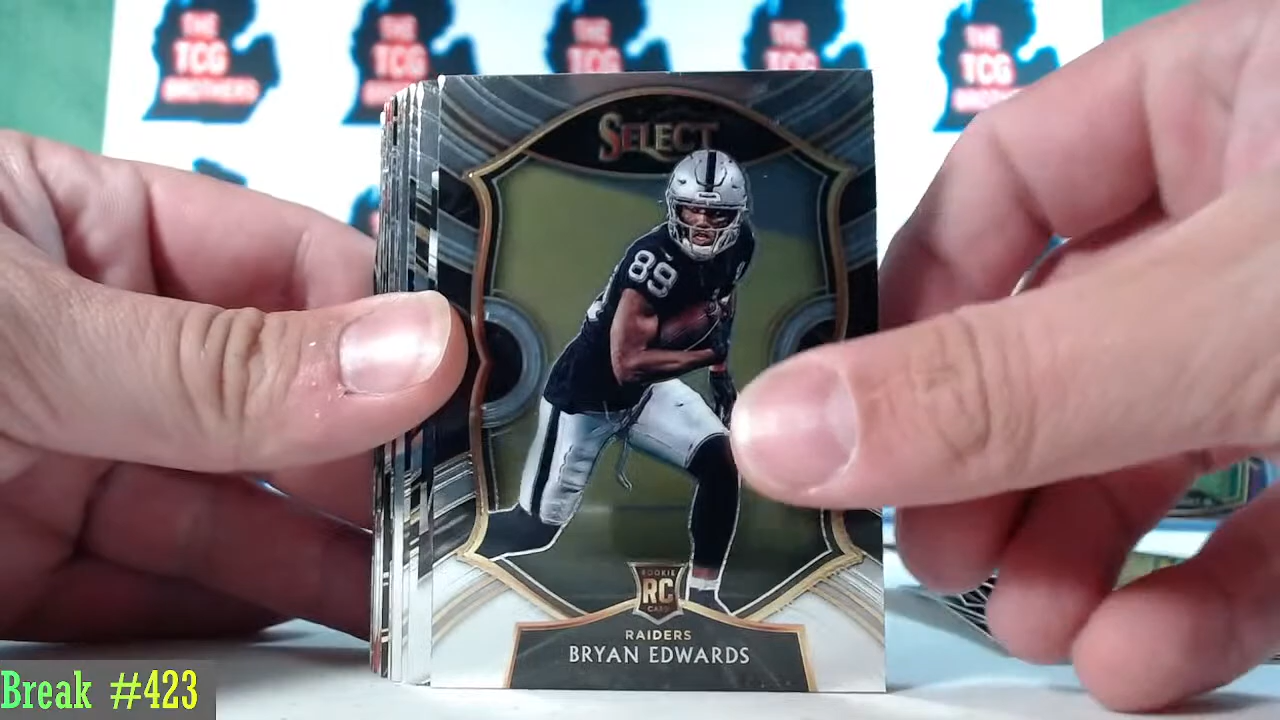 THE
TCG
BROTHERS
THE
TCG
BROTHERS
THE
TCG
THE
TCG
THE
TCG
BROTHERS
SELECT
89
ROOKIE
RC
CARD
RAIDERS
BRYAN EDWARDS
Break #423